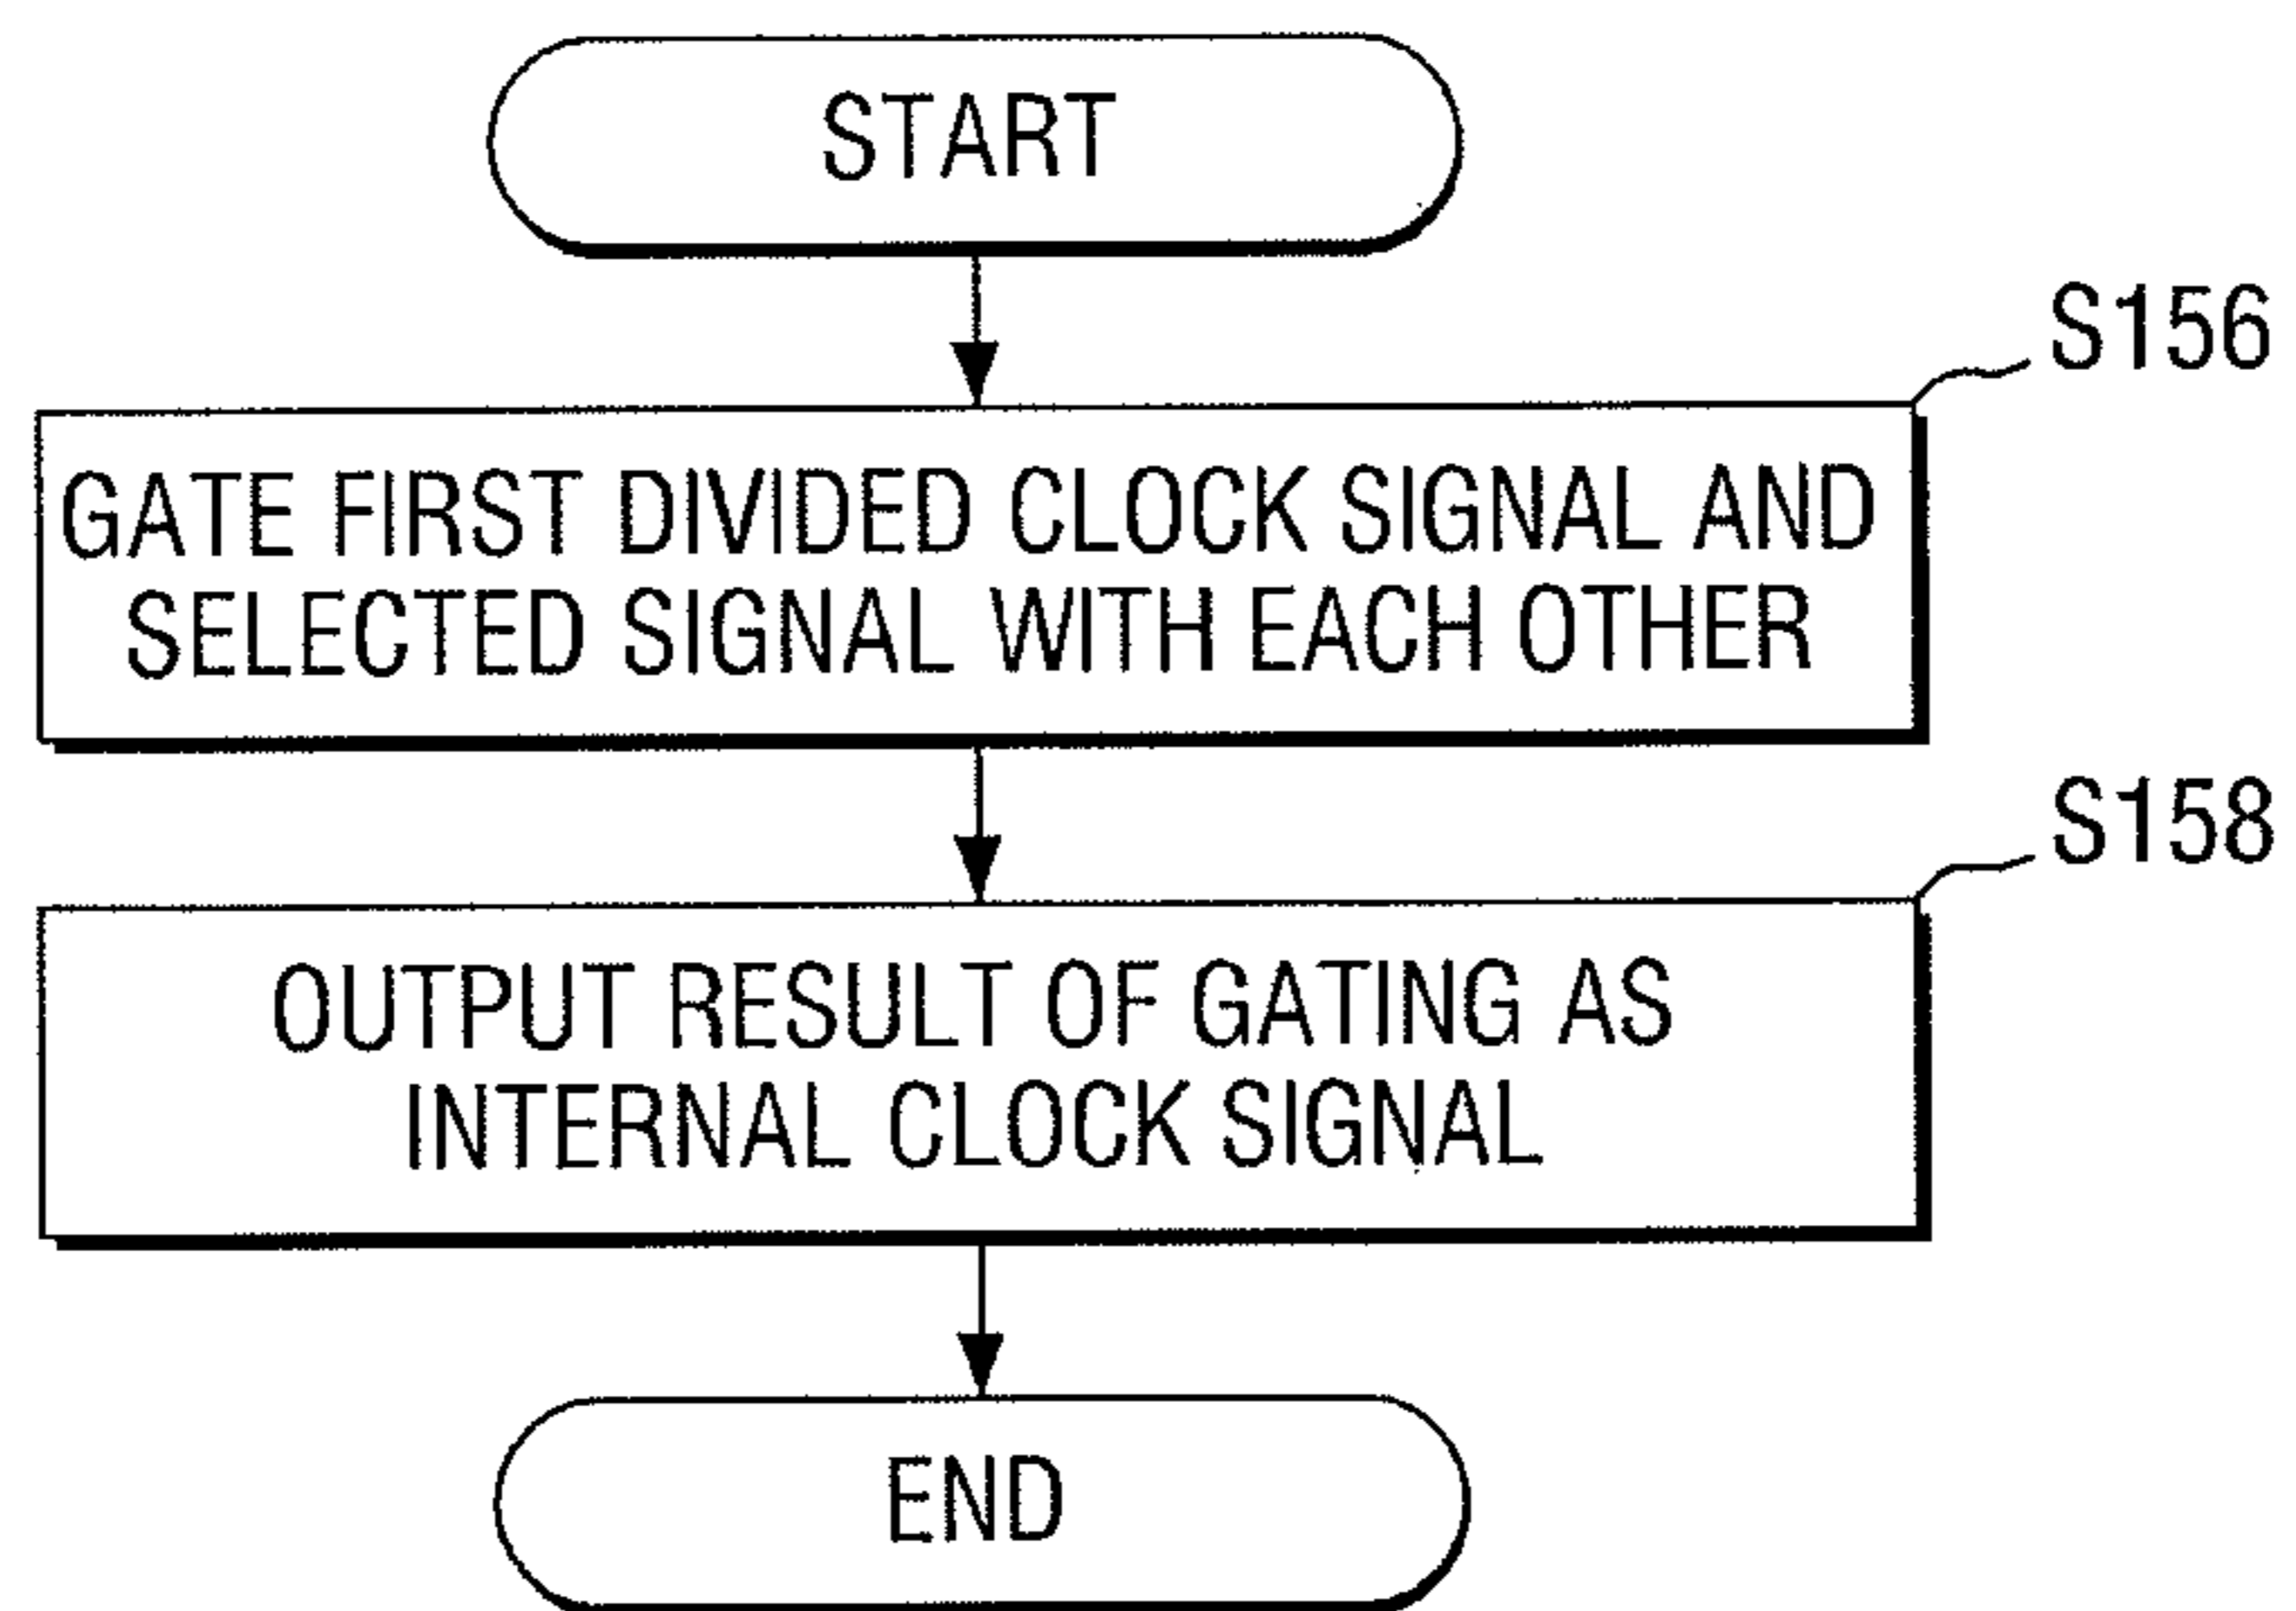 START
S156
GATE FIRST DIVIDED CLOCK SIGNAL AND
SELECTED SIGNAL WITH EACH OTHER
S158
OUTPUT RESULT OF GATING AS
INTERNAL CLOCK SIGNAL
END